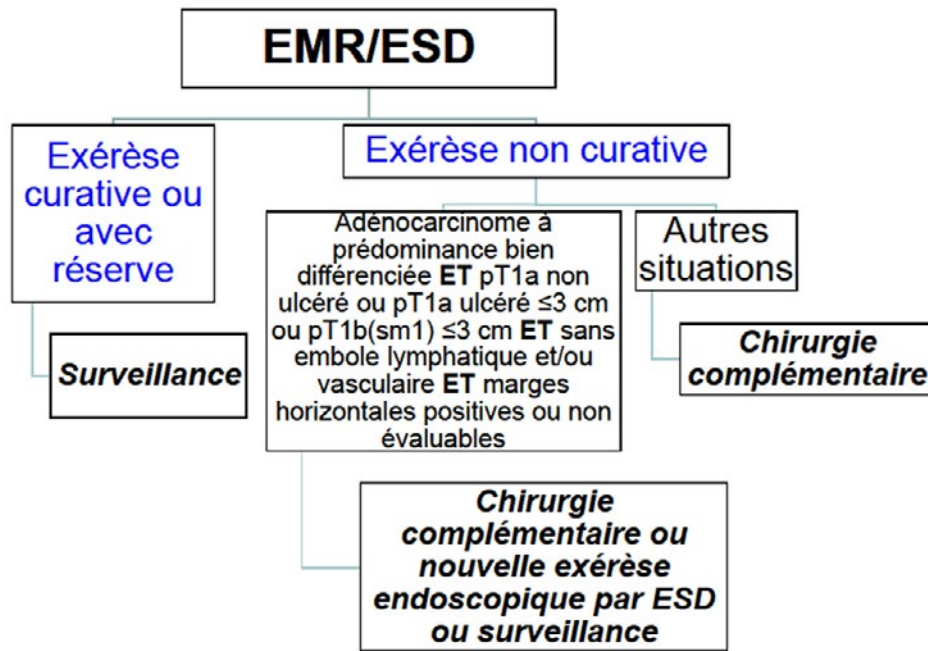 EMR/ESD
Exérèse
curative ou
avec
réserve
Surveillance
Exérèse non curative
Adénocarcinome à
prédominance bien
différenciée ET pT1a non
ulcéré ou pT1a ulcéré ≤3 cm
ou pT1b(sm1) ≤3 cm ET sans
embole lymphatique et/ou
vasculaire ET marges
horizontales positives ou non
évaluables
Chirurgie
complémentaire ou
nouvelle exérèse
endoscopique par ESD
ou surveillance
Autres
situations
Chirurgie
complémentaire